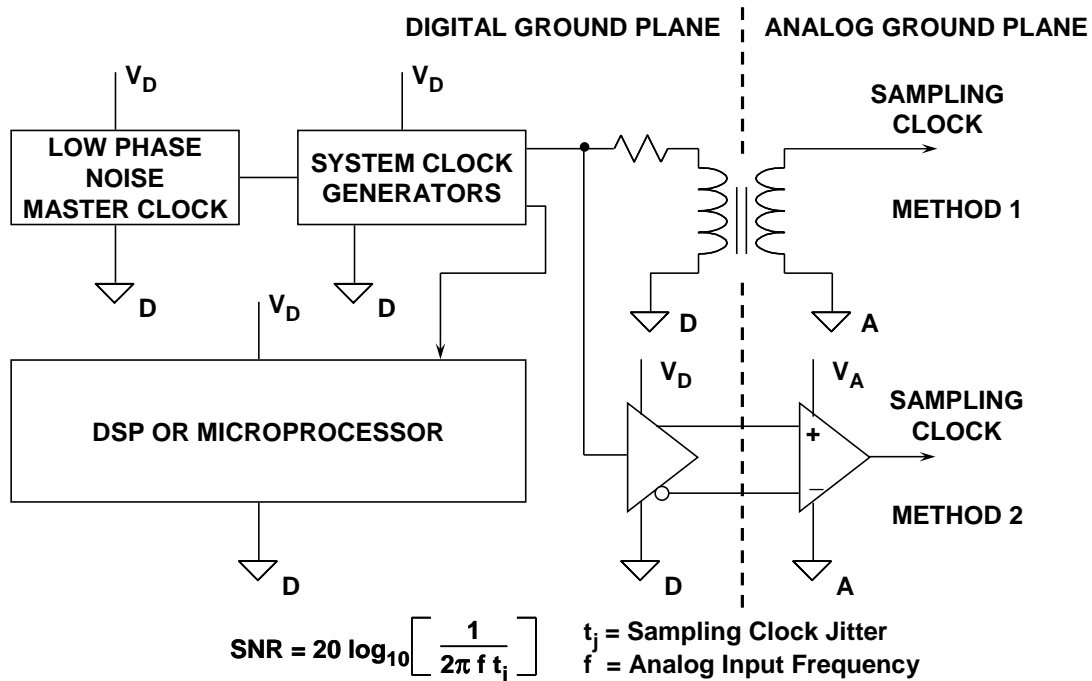 DIGITAL GROUND PLANE
ANALOG GROUND PLANE
V_D
V_D
SAMPLING
CLOCK
LOW PHASE
NOISE
MASTER CLOCK
SYSTEM CLOCK
GENERATORS
METHOD 1
D
D
D
A
V_D
V_D
V_A
DSP OR MICROPROCESSOR
SAMPLING
CLOCK
+
–
METHOD 2
D
D
A
SNR = 20 log₁₀[1 / (2π f t_j)]
t_j = Sampling Clock Jitter
f = Analog Input Frequency